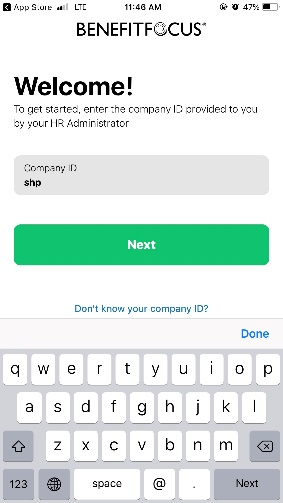 App Store LTE 11:46 AM 47%
BENEFITFOCUS®
Welcome!
To get started, enter the company ID provided to you
by your HR Administrator
Company ID
shp
Next
Don't know your company ID?
Done
q w e r t y u i o p
a s d f g h j k l
z x c v b n m
123 space @ . Next